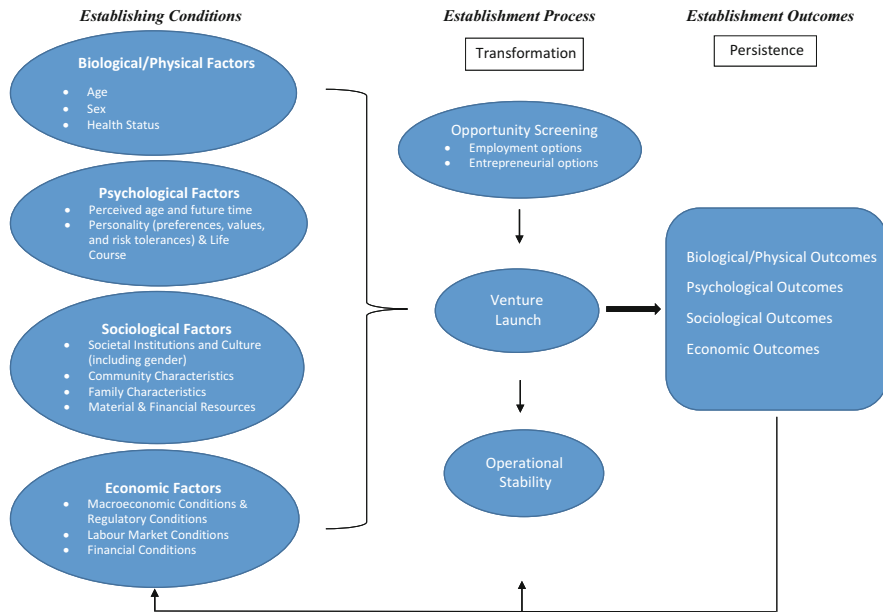 Establishing Conditions
Biological/Physical Factors
• Age
• Sex
• Health Status
Psychological Factors
• Perceived age and future time
• Personality (preferences, values,
and risk tolerances) & Life
Course
Sociological Factors
• Societal Institutions and Culture
(including gender)
• Community Characteristics
• Family Characteristics
• Material & Financial Resources
Economic Factors
• Macroeconomic Conditions &
Regulatory Conditions
• Labour Market Conditions
• Financial Conditions
Establishment Process
Transformation
Opportunity Screening
• Employment options
• Entrepreneurial options
Venture
Launch
Operational
Stability
Establishment Outcomes
Persistence
Biological/Physical Outcomes
Psychological Outcomes
Sociological Outcomes
Economic Outcomes